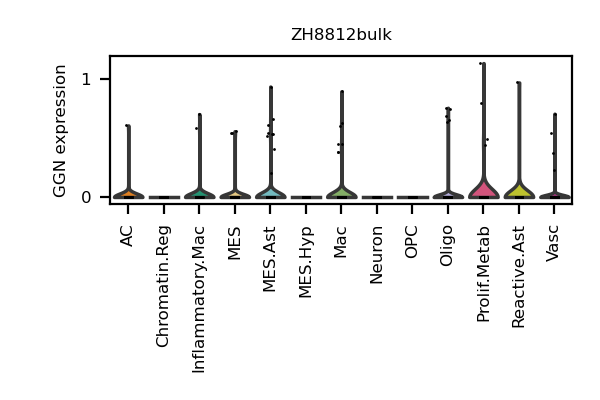 ZH8812bulk
GGN expression
1
0
AC
Chromatin.Reg
Inflammatory.Mac
MES
MES.Ast
MES.Hyp
Mac
Neuron
OPC
Oligo
Prolif.Metab
Reactive.Ast
Vasc